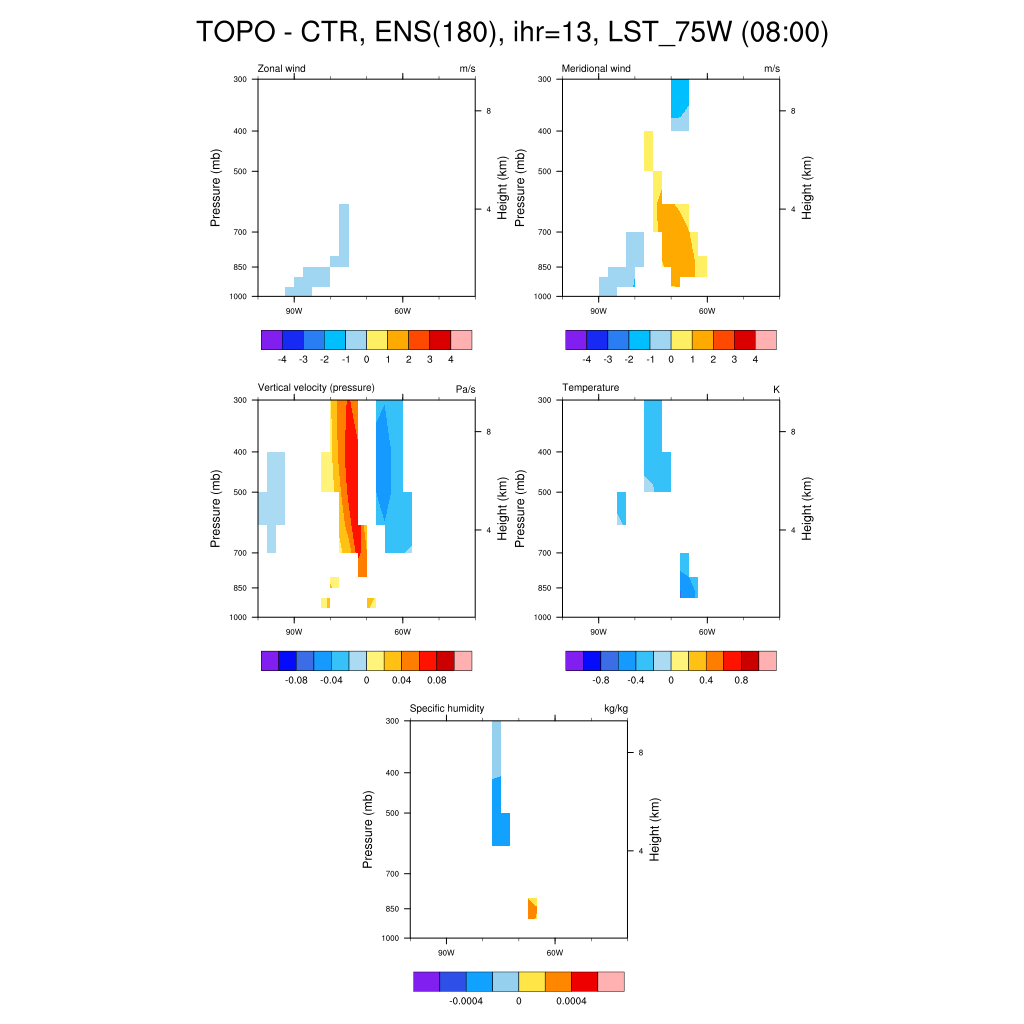 TOPO - CTR, ENS(180), ihr=13, LST_75W (08:00)
Zonal wind m/s
300
400
500
700
850
1000
Pressure (mb)
8
4
Height (km)
90W 60W
-4 -3 -2 -1 0 1 2 3 4
Meridional wind m/s
300
400
500
700
850
1000
Pressure (mb)
8
4
Height (km)
90W 60W
-4 -3 -2 -1 0 1 2 3 4
Vertical velocity (pressure) Pa/s
300
400
500
700
850
1000
Pressure (mb)
8
4
Height (km)
90W 60W
-0.08 -0.04 0 0.04 0.08
Temperature K
300
400
500
700
850
1000
Pressure (mb)
8
4
Height (km)
90W 60W
-0.8 -0.4 0 0.4 0.8
Specific humidity kg/kg
300
400
500
700
850
1000
Pressure (mb)
8
4
Height (km)
90W 60W
-0.0004 0 0.0004